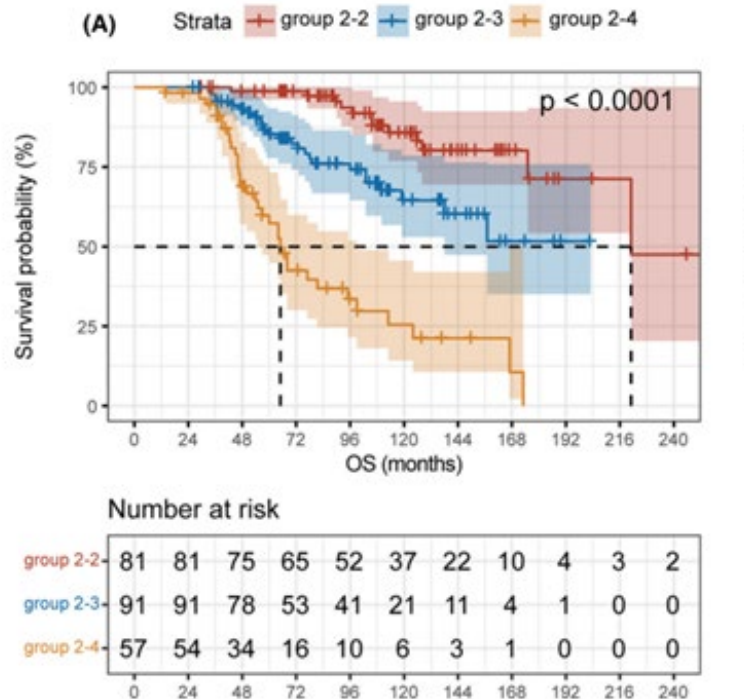 (A) Strata group 2-2 group 2-3 group 2-4
p < 0.0001
Survival probability (%)
100
75
50
25
0
0 24 48 72 96 120 144 168 192 216 240
OS (months)
Number at risk
group 2-2 81 81 75 65 52 37 22 10 4 3 2
group 2-3 91 91 78 53 41 21 11 4 1 0 0
group 2-4 57 54 34 16 10 6 3 1 0 0 0
0 24 48 72 96 120 144 168 192 216 240